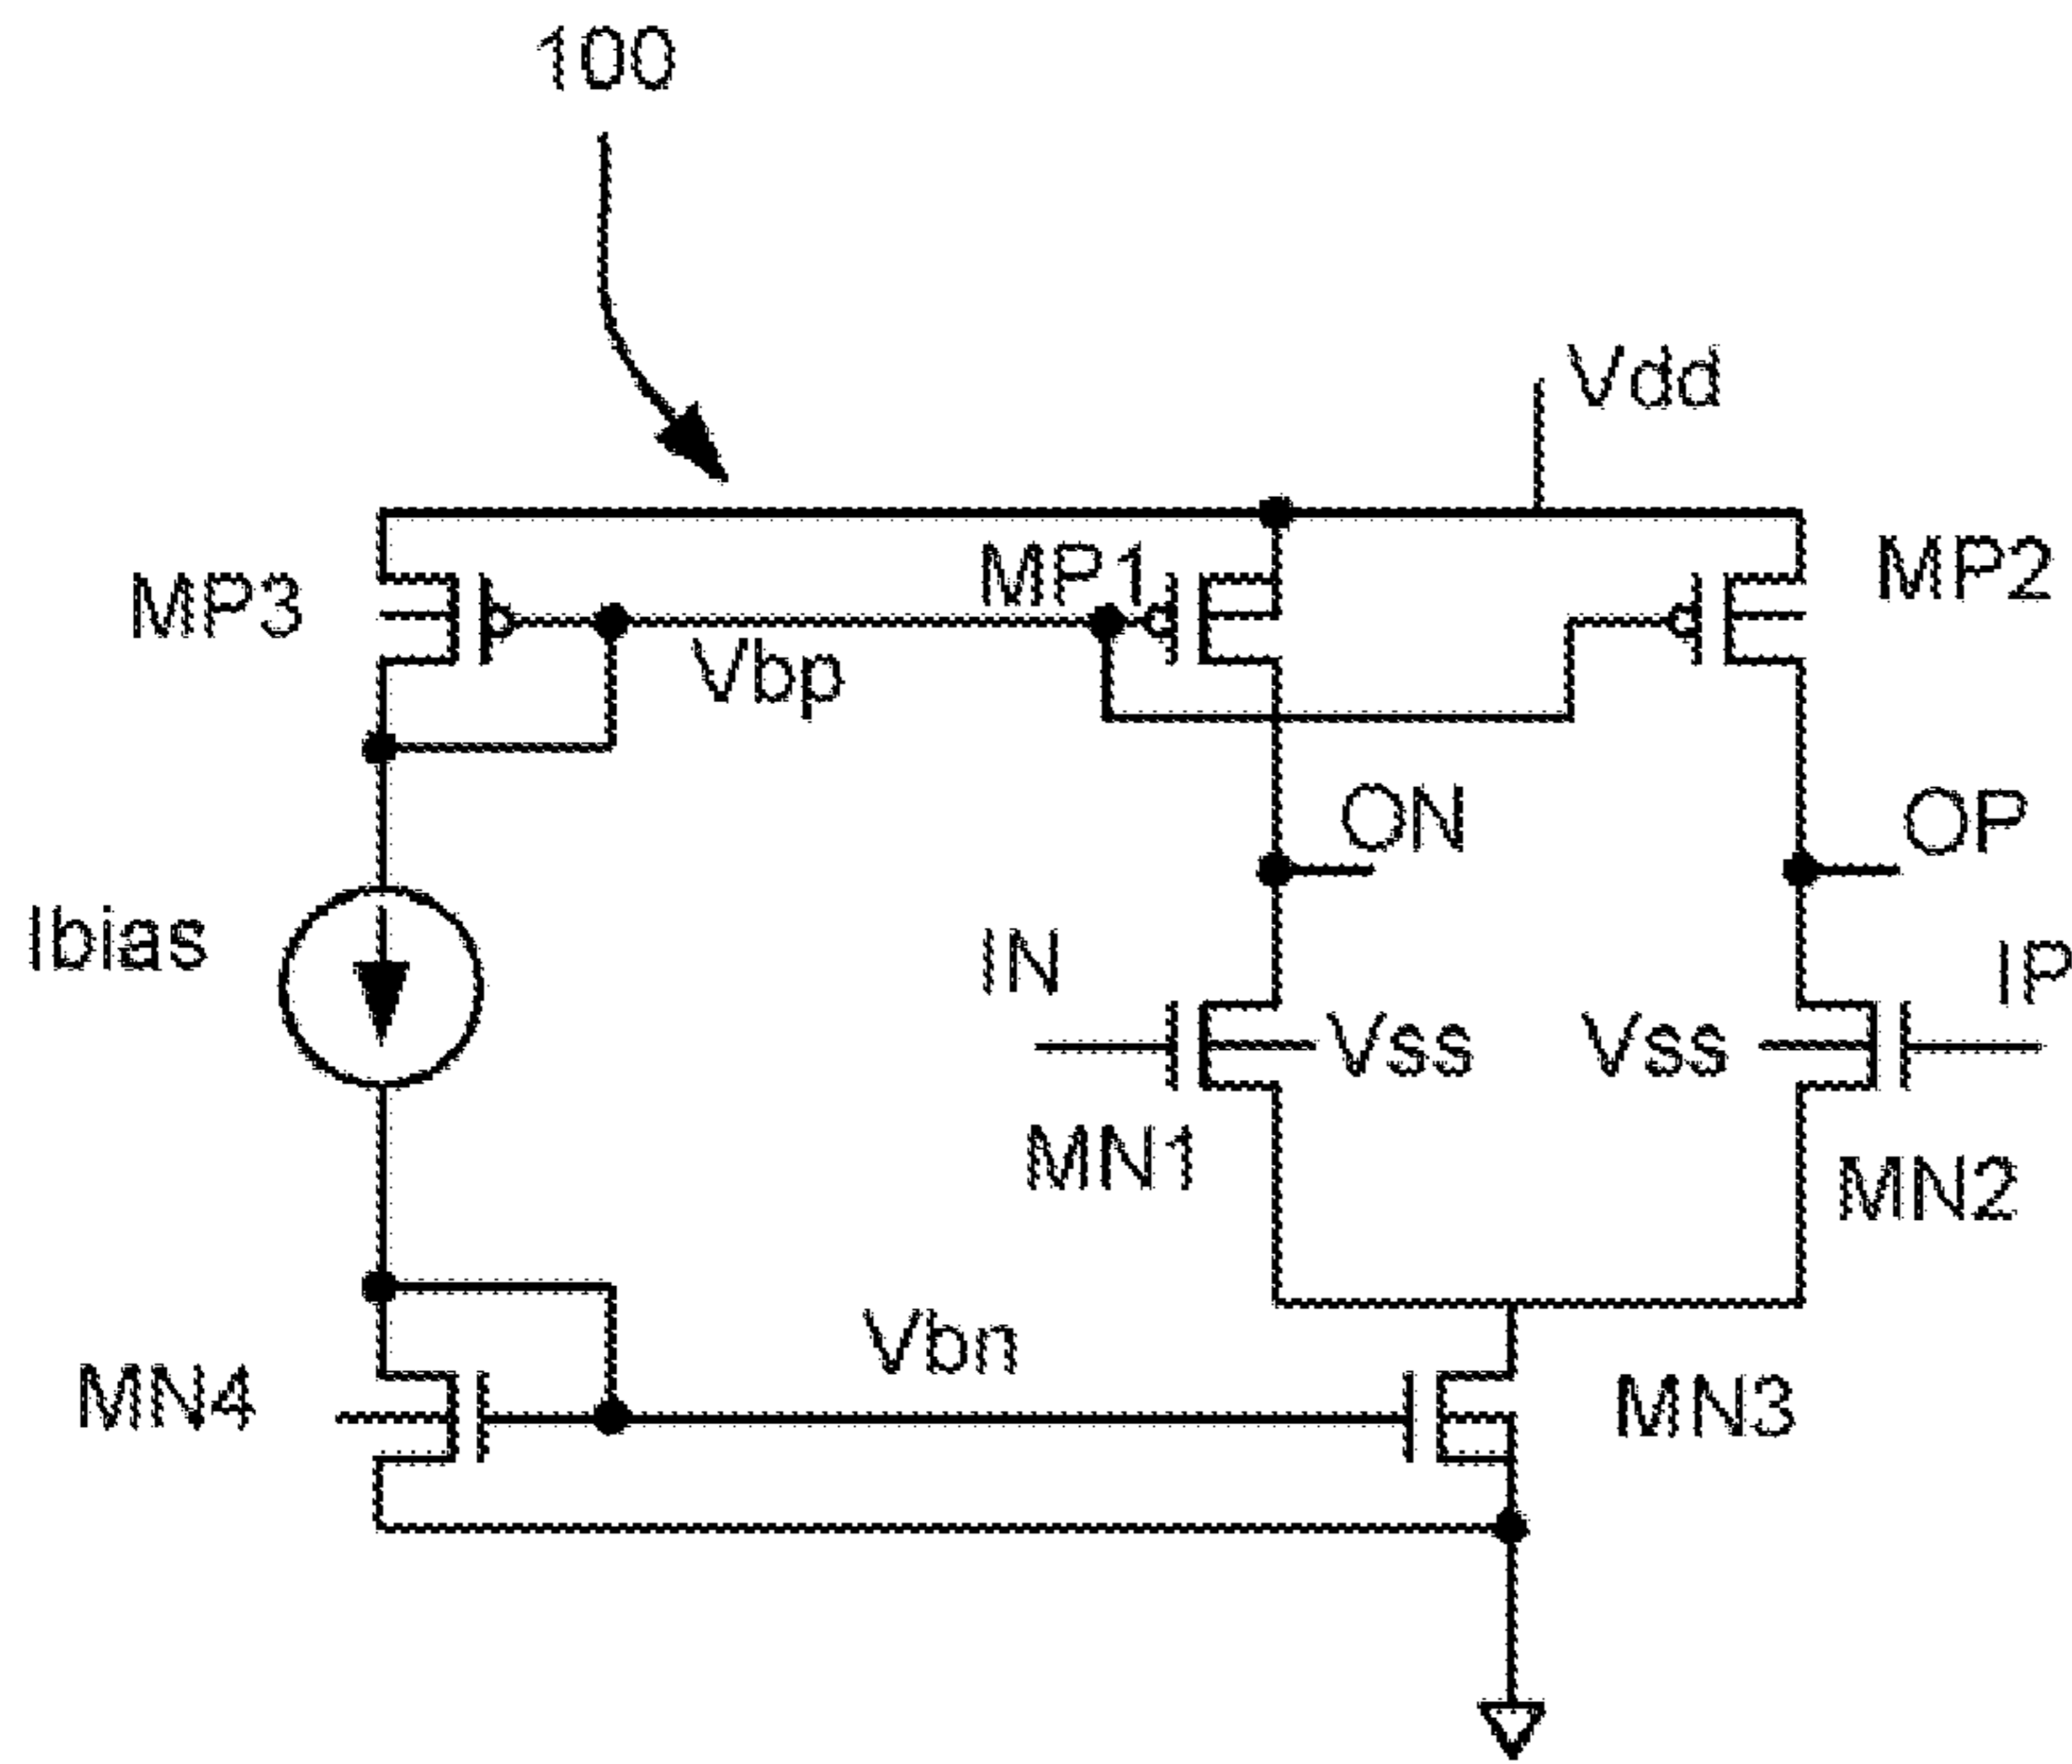 100
Vdd
MP3
MP1
MP2
Vbp
ON
OP
Ibias
IN
IP
Vss
Vss
MN1
MN2
Vbn
MN4
MN3